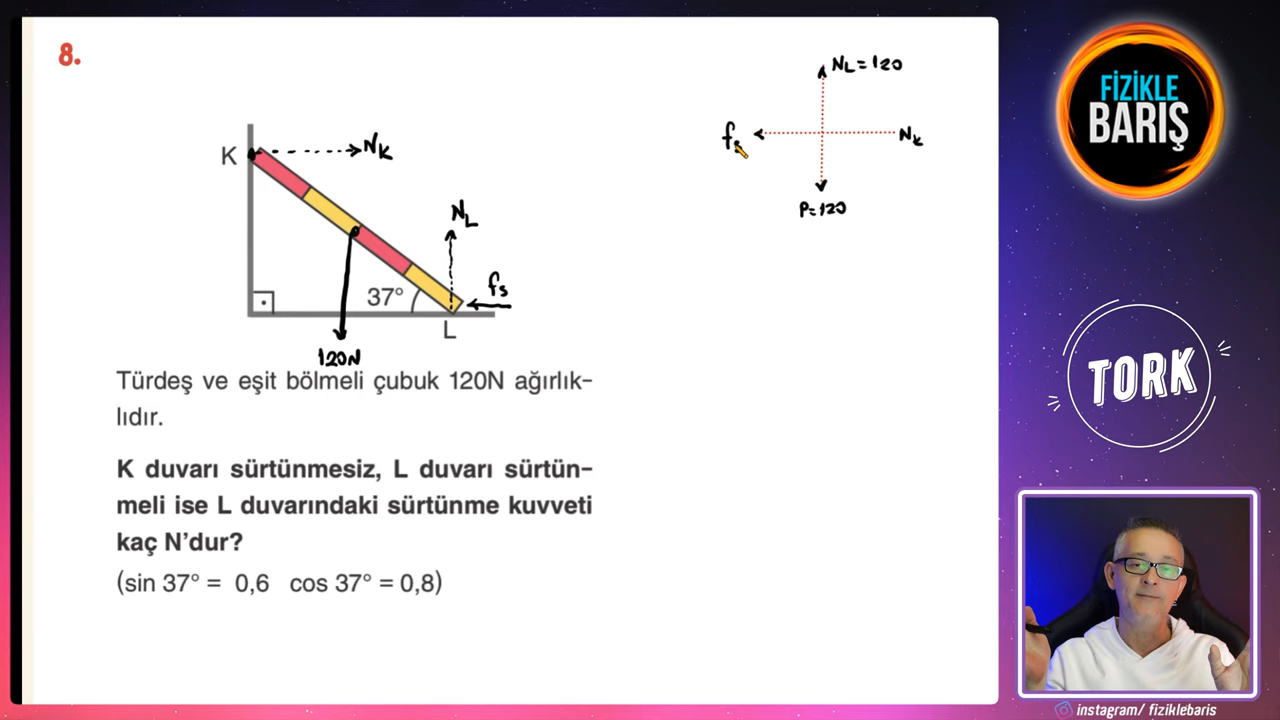 8.
K
N_K
N_L
f_s
37°
L
120N
Türdeş ve eşit bölmeli çubuk 120N ağırlık-
lıdır.
K duvarı sürtünmesiz, L duvarı sürtün-
meli ise L duvarındaki sürtünme kuvveti
kaç N’dur?
(sin 37° = 0,6 cos 37° = 0,8)
N_L = 120
f_s
N_K
P=120
FİZİKLE
BARIŞ
TORK
instagram/ fiziklebaris